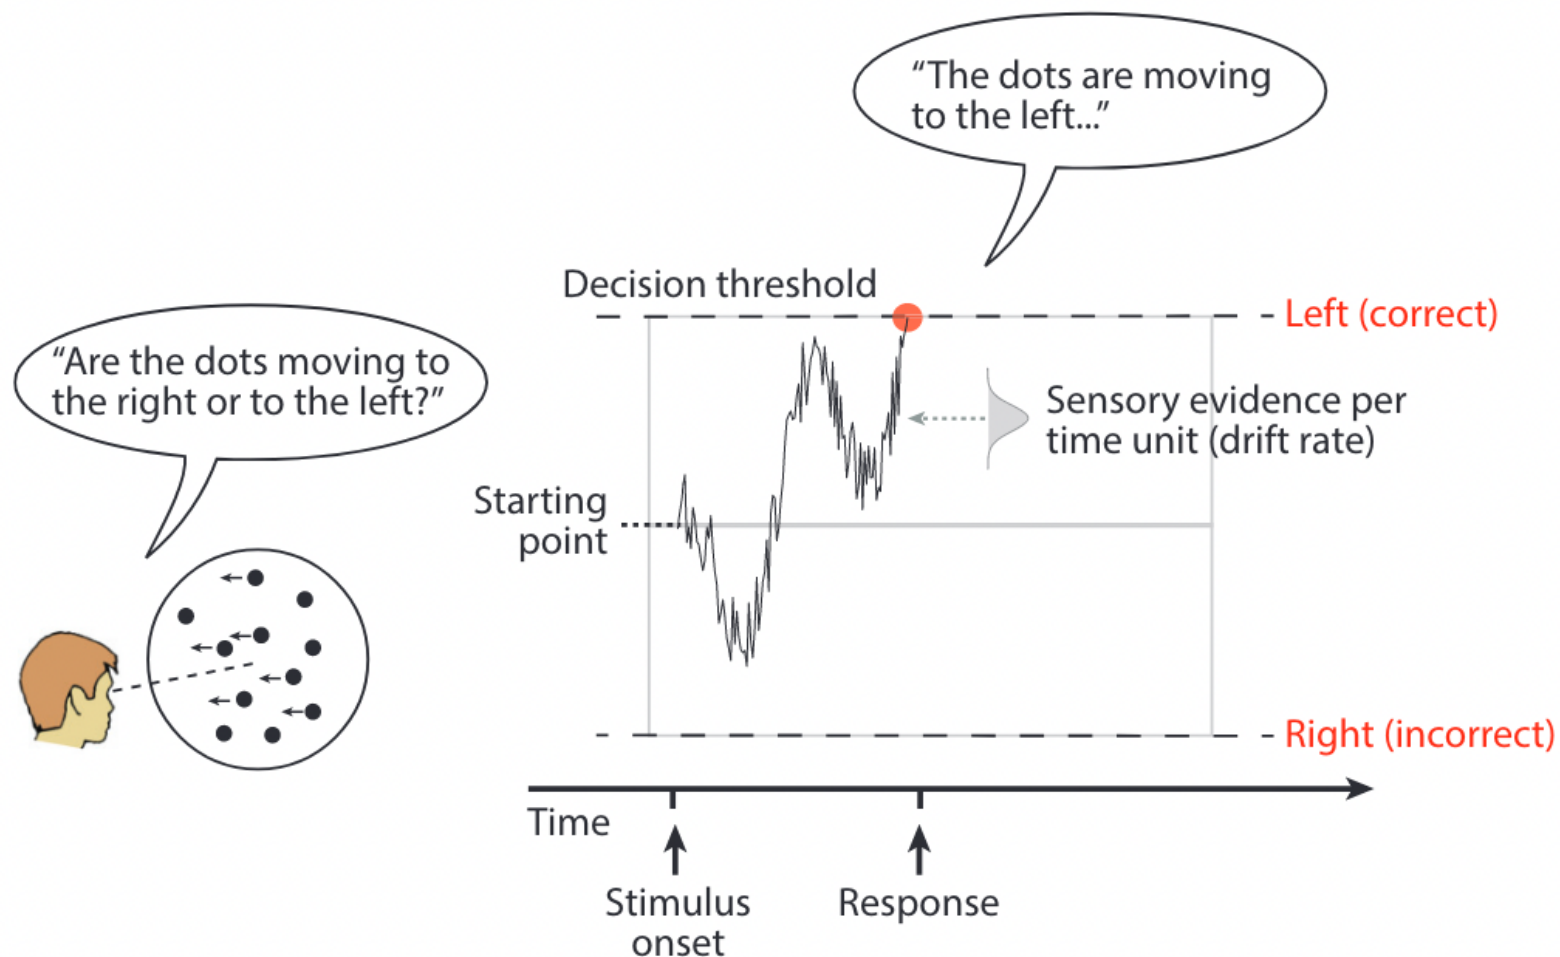 “The dots are moving
to the left...”
Decision threshold
Left (correct)
“Are the dots moving to
the right or to the left?”
Sensory evidence per
time unit (drift rate)
Starting
point
Right (incorrect)
Time
Stimulus
onset
Response